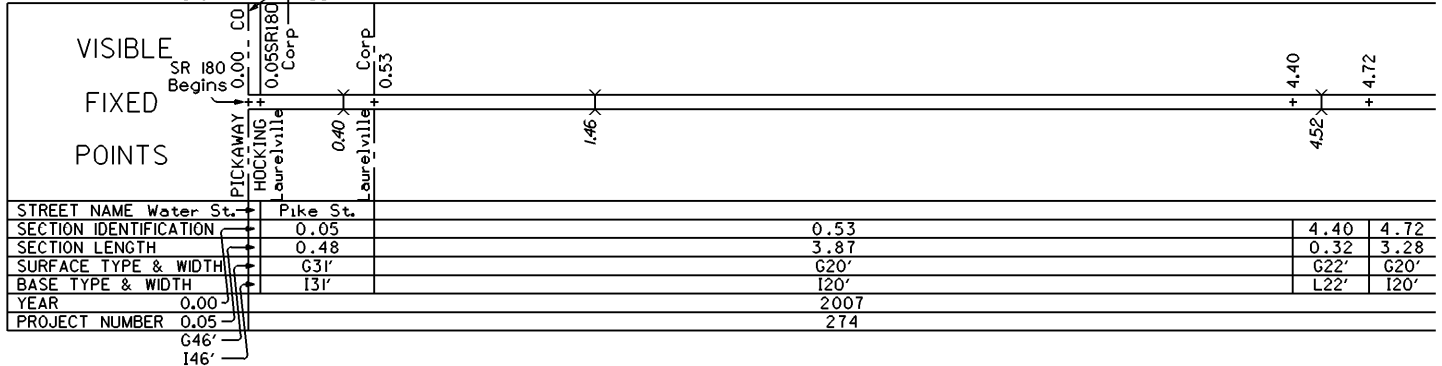 VISIBLE
FIXED
POINTS
SR 180
Begins
0.00
CO
0.05SR180
Corp
Corp
0.53
4.40
4.72
0.40
1.46
4.52
PICKAWAY
HOCKING
Laurelville
Laurelville
STREET NAME Water St. Pike St.
SECTION IDENTIFICATION 0.05 0.53 4.40 4.72
SECTION LENGTH 0.48 3.87 0.32 3.28
SURFACE TYPE & WIDTH G31' G20' G22' G20'
BASE TYPE & WIDTH I31' I20' L22' I20'
YEAR 0.00 2007
PROJECT NUMBER 0.05 274
G46'
I46'